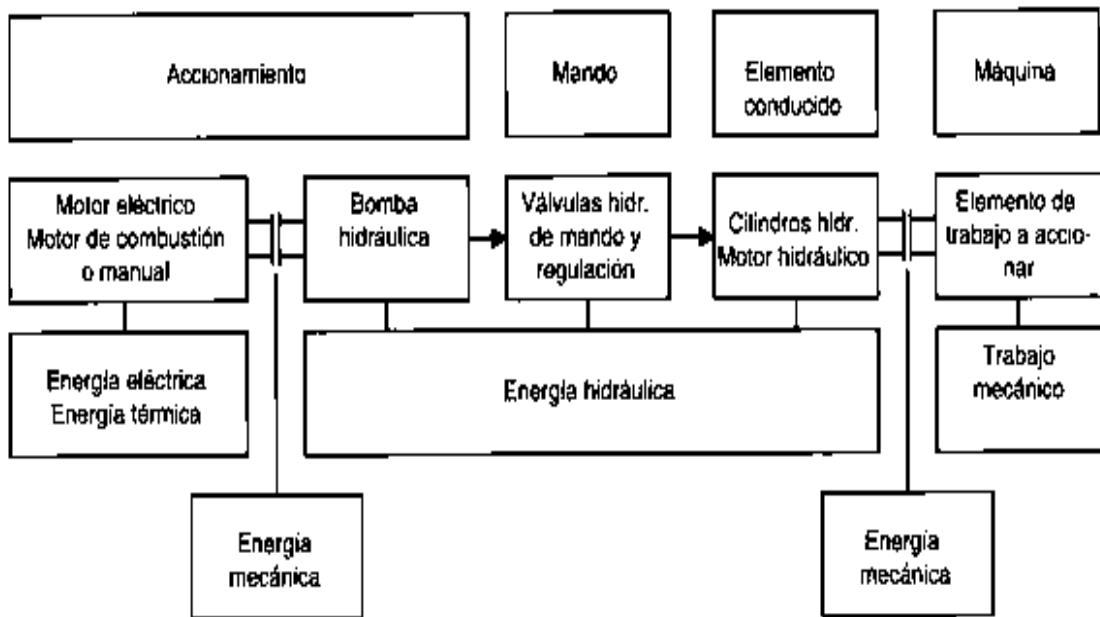 Accionamiento
Mando
Elemento
conducido
Máquina
Motor eléctrico
Motor de combustión
o manual
Bomba
hidráulica
Válvulas hidr.
de mando y
regulación
Cilindros hidr.
Motor hidráulico
Elemento de
trabajo a accio-
nar
Energía eléctrica
Energía térmica
Energía hidráulica
Trabajo
mecánico
Energía
mecánica
Energía
mecánica